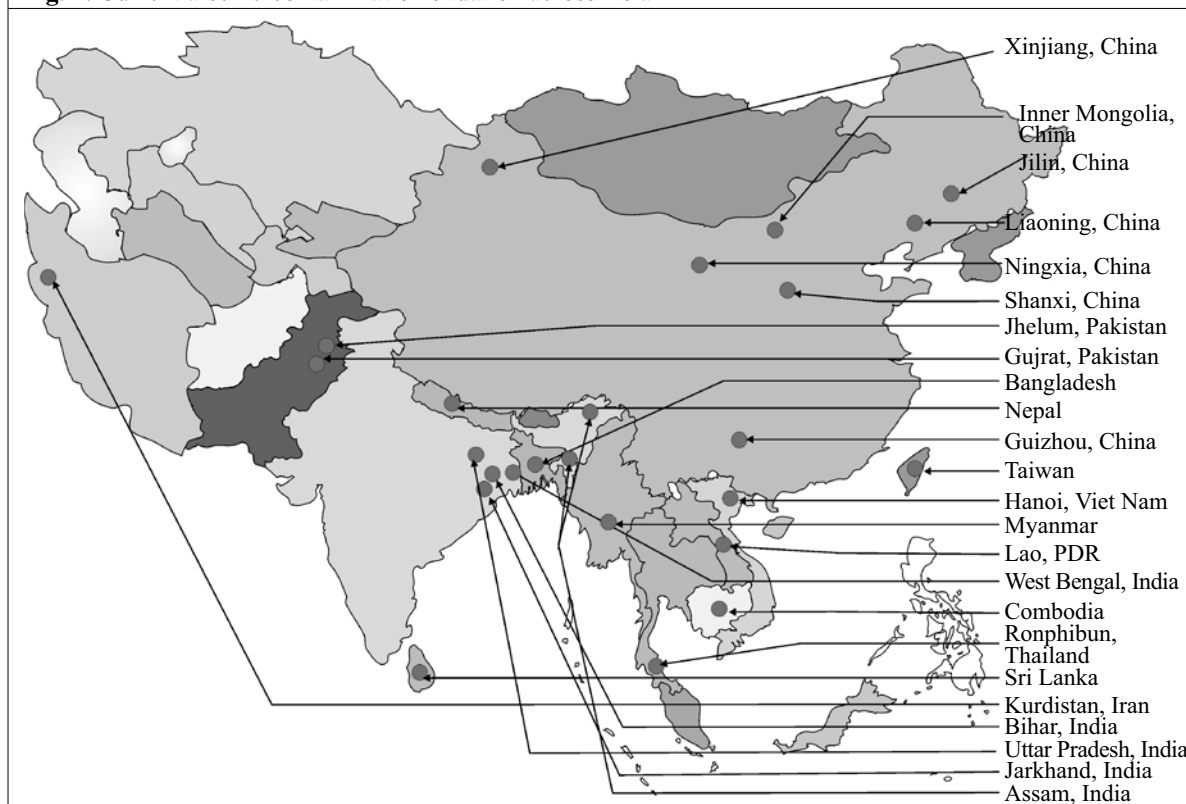 Xinjiang, China
Inner Mongolia,
China
Jilin, China
Liaoning, China
Ningxia, China
Shanxi, China
Jhelum, Pakistan
Gujrat, Pakistan
Bangladesh
Nepal
Guizhou, China
Taiwan
Hanoi, Viet Nam
Myanmar
Lao, PDR
West Bengal, India
Combodia
Ronphibun,
Thailand
Sri Lanka
Kurdistan, Iran
Bihar, India
Uttar Pradesh, India
Jarkhand, India
Assam, India